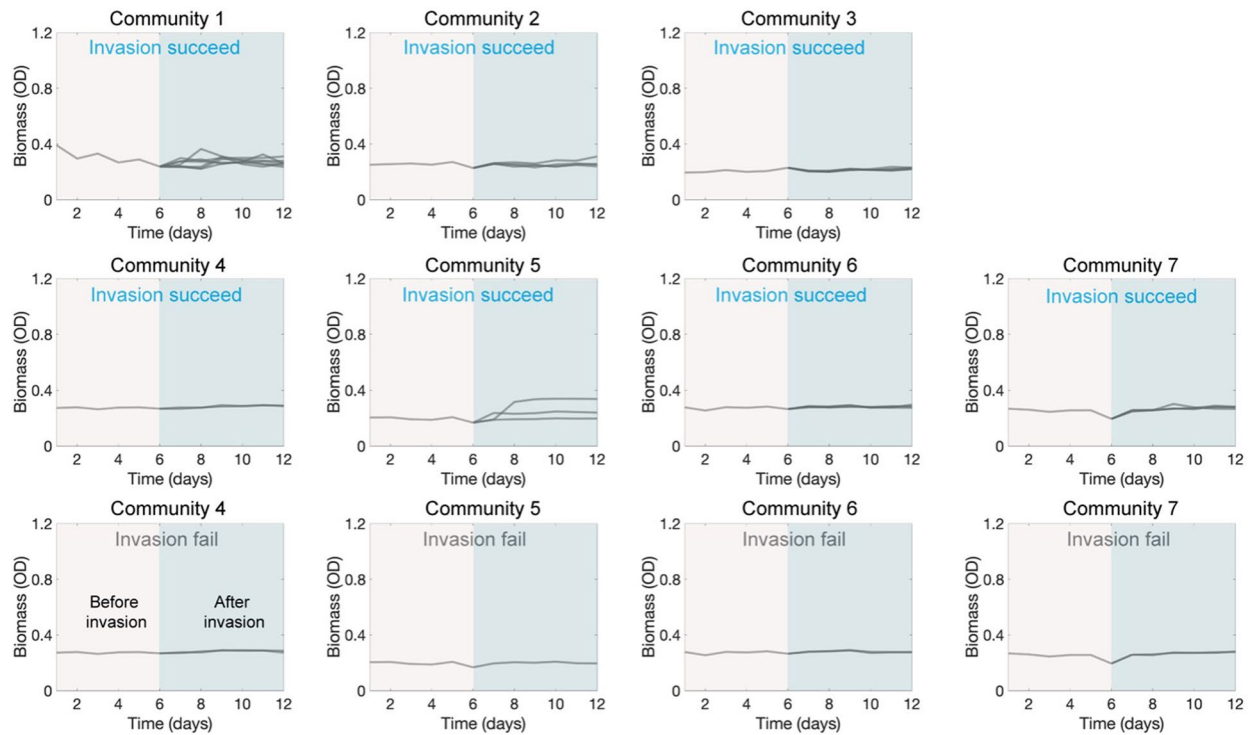 Community 1
Invasion succeed
1.2
0.8
0.4
0
Biomass (OD)
2 4 6 8 10 12
Time (days)
Community 2
Invasion succeed
1.2
0.8
0.4
0
Biomass (OD)
2 4 6 8 10 12
Time (days)
Community 3
Invasion succeed
1.2
0.8
0.4
0
Biomass (OD)
2 4 6 8 10 12
Time (days)
Community 4
Invasion succeed
1.2
0.8
0.4
0
Biomass (OD)
2 4 6 8 10 12
Time (days)
Community 5
Invasion succeed
1.2
0.8
0.4
0
Biomass (OD)
2 4 6 8 10 12
Time (days)
Community 6
Invasion succeed
1.2
0.8
0.4
0
Biomass (OD)
2 4 6 8 10 12
Time (days)
Community 7
Invasion succeed
1.2
0.8
0.4
0
Biomass (OD)
2 4 6 8 10 12
Time (days)
Community 4
Invasion fail
Before
invasion
After
invasion
1.2
0.8
0.4
0
Biomass (OD)
2 4 6 8 10 12
Time (days)
Community 5
Invasion fail
1.2
0.8
0.4
0
Biomass (OD)
2 4 6 8 10 12
Time (days)
Community 6
Invasion fail
1.2
0.8
0.4
0
Biomass (OD)
2 4 6 8 10 12
Time (days)
Community 7
Invasion fail
1.2
0.8
0.4
0
Biomass (OD)
2 4 6 8 10 12
Time (days)